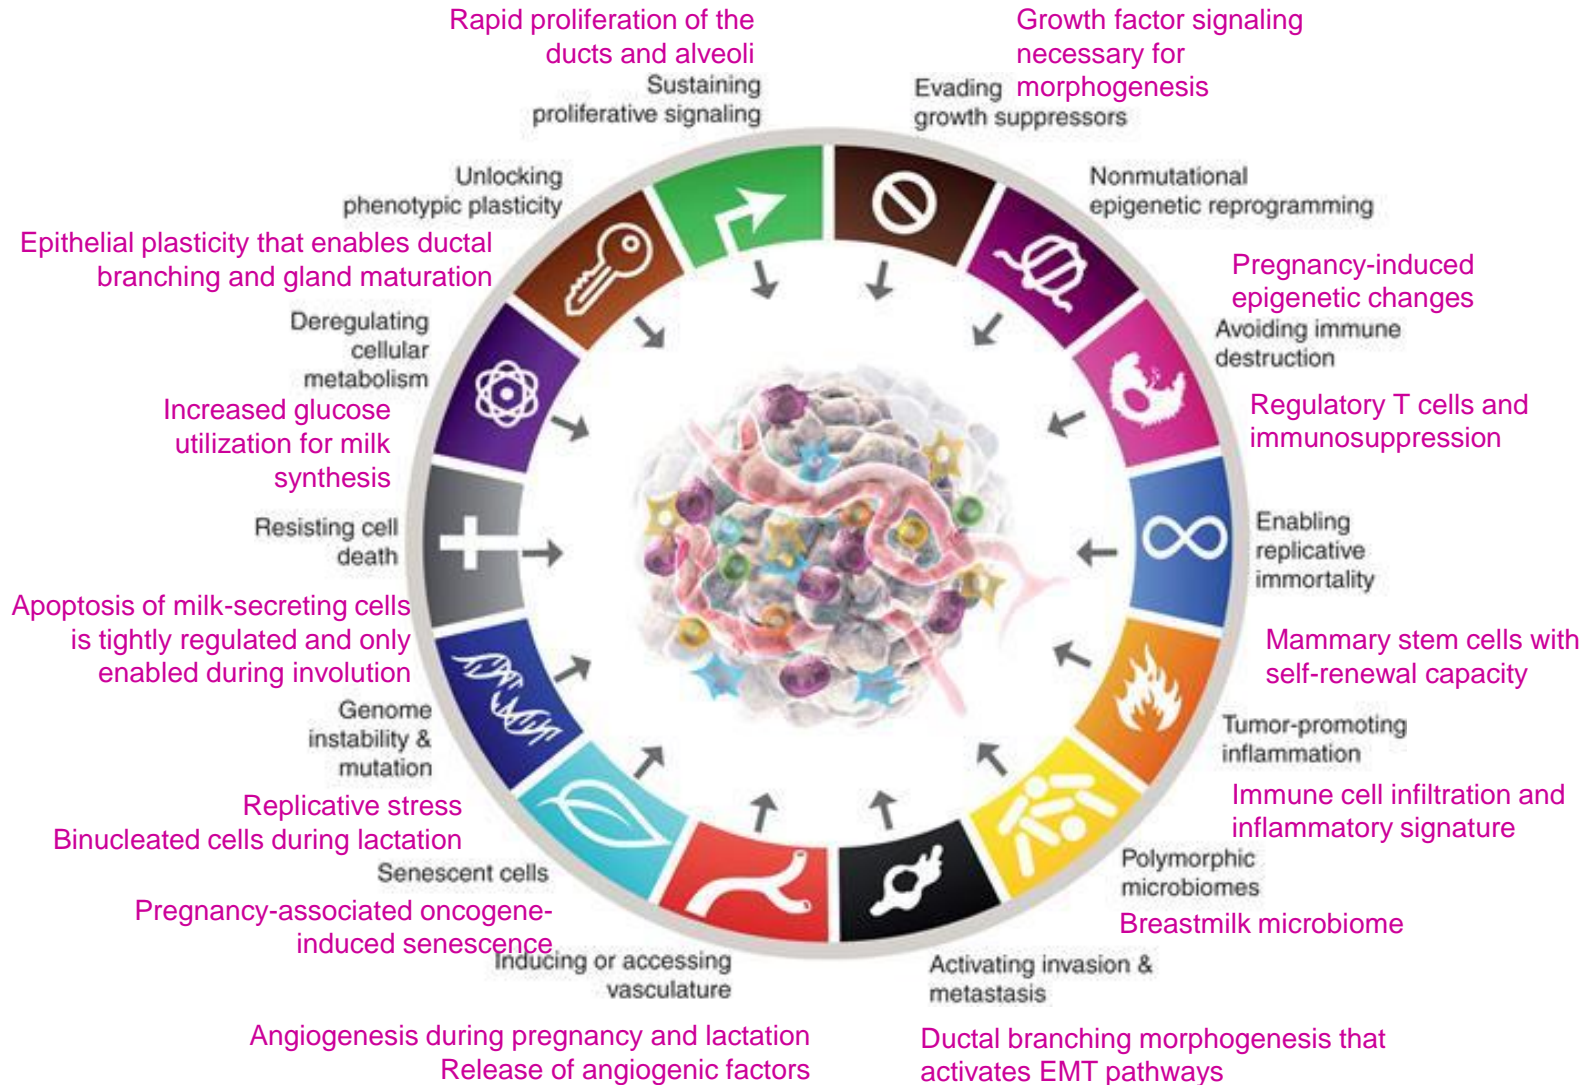 Rapid proliferation of the
ducts and alveoli
Sustaining
proliferative signaling
Growth factor signaling
necessary for
morphogenesis
Evading
growth suppressors
Unlocking
phenotypic plasticity
Nonmutational
epigenetic reprogramming
Epithelial plasticity that enables ductal
branching and gland maturation
Pregnancy-induced
epigenetic changes
Deregulating
cellular
metabolism
Avoiding immune
destruction
Increased glucose
utilization for milk
synthesis
Regulatory T cells and
immunosuppression
Resisting cell
death
Enabling
replicative
immortality
Apoptosis of milk-secreting cells
is tightly regulated and only
enabled during involution
Mammary stem cells with
self-renewal capacity
Genome
instability &
mutation
Tumor-promoting
inflammation
Replicative stress
Binucleated cells during lactation
Immune cell infiltration and
inflammatory signature
Senescent cells
Polymorphic
microbiomes
Pregnancy-associated oncogene-
induced senescence
Breastmilk microbiome
Inducing or accessing
vasculature
Activating invasion &
metastasis
Angiogenesis during pregnancy and lactation
Release of angiogenic factors
Ductal branching morphogenesis that
activates EMT pathways